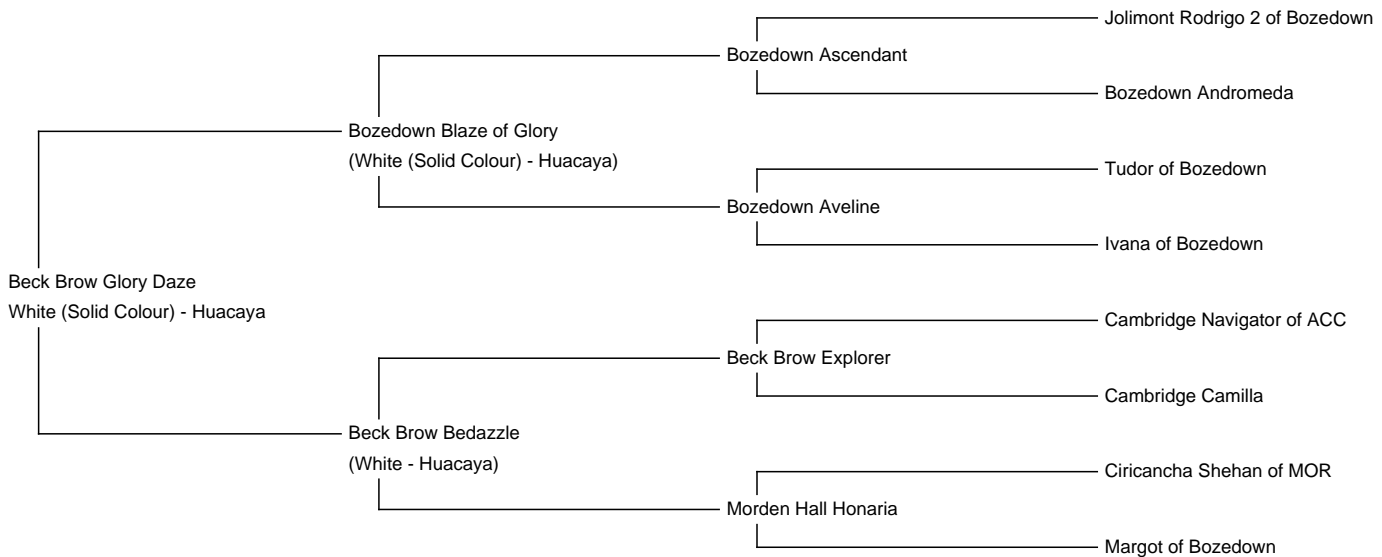 Jolimont Rodrigo 2 of Bozedown
Bozedown Ascendant
Bozedown Andromeda
Bozedown Blaze of Glory
(White (Solid Colour) - Huacaya)
Tudor of Bozedown
Bozedown Aveline
Ivana of Bozedown
Beck Brow Glory Daze
White (Solid Colour) - Huacaya
Cambridge Navigator of ACC
Beck Brow Explorer
Cambridge Camilla
Beck Brow Bedazzle
(White - Huacaya)
Ciricancha Shehan of MOR
Morden Hall Honaria
Margot of Bozedown